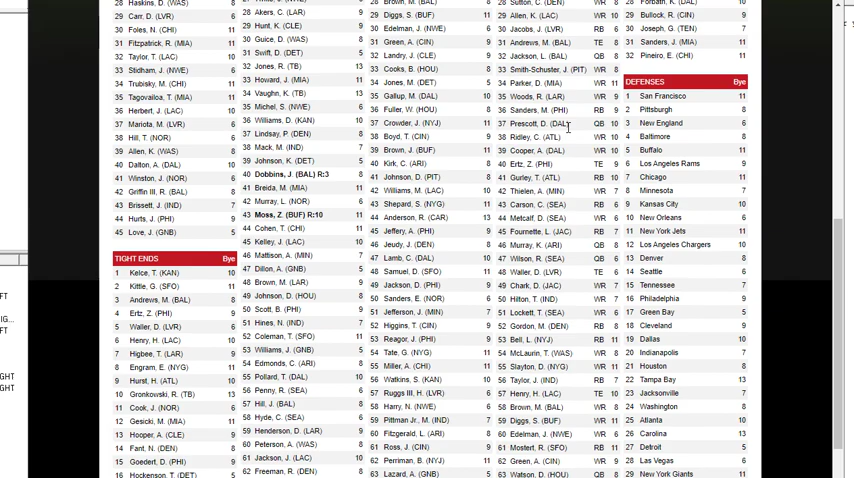 28 Haskins, D. (WAS) 8
29 Carr, D. (LVR) 6
30 Foles, N. (CHI) 11
31 Fitzpatrick, R. (MIA) 11
32 Taylor, T. (LAC) 10
33 Stidham, J. (NWE) 6
34 Trubisky, M. (CHI) 11
35 Tagovailoa, T. (MIA) 11
36 Herbert, J. (LAC) 10
37 Mariota, M. (LVR) 6
38 Hill, T. (NOR) 6
39 Allen, K. (WAS) 8
40 Dalton, A. (DAL) 10
41 Winston, J. (NOR) 6
42 Griffin III, R. (BAL) 8
43 Brissett, J. (IND) 7
44 Hurts, J. (PHI) 9
45 Love, J. (GNB) 5
TIGHT ENDS Bye
1 Kelce, T. (KAN) 10
2 Kittle, G. (SFO) 11
3 Andrews, M. (BAL) 8
4 Ertz, Z. (PHI) 9
5 Waller, D. (LVR) 6
6 Henry, H. (LAC) 10
7 Higbee, T. (LAR) 9
8 Engram, E. (NYG) 11
9 Hurst, H. (ATL) 10
10 Gronkowski, R. (TB) 13
11 Cook, J. (NOR) 6
12 Gesicki, M. (MIA) 11
13 Hooper, A. (CLE) 9
14 Fant, N. (DEN) 8
15 Goedert, D. (PHI) 9
16 Hockenson, T. (DET) 5
28 Akers, C. (LAR) 9
29 Hunt, K. (CLE) 9
30 Guice, D. (WAS) 8
31 Swift, D. (DET) 5
32 Jones, R. (TB) 13
33 Howard, J. (MIA) 11
34 Vaughn, K. (TB) 13
35 Michel, S. (NWE) 6
36 Williams, D. (KAN) 10
37 Lindsay, P. (DEN) 8
38 Mack, M. (IND) 7
39 Johnson, K. (DET) 5
40 Dobbins, J. (BAL) R:3 8
41 Breida, M. (MIA) 11
42 Murray, L. (NOR) 6
43 Moss, Z. (BUF) R:10 11
44 Cohen, T. (CHI) 11
45 Kelley, J. (LAC) 10
46 Mattison, A. (MIN) 7
47 Dillon, A. (GNB) 5
48 Brown, M. (LAR) 9
49 Johnson, D. (HOU) 8
50 Scott, B. (PHI) 9
51 Hines, N. (IND) 7
52 Coleman, T. (SFO) 11
53 Williams, J. (GNB) 5
54 Edmonds, C. (ARI) 8
55 Pollard, T. (DAL) 10
56 Penny, R. (SEA) 6
57 Hill, J. (BAL) 8
58 Hyde, C. (SEA) 6
59 Henderson, D. (LAR) 9
60 Peterson, A. (WAS) 8
61 Jackson, J. (LAC) 10
62 Freeman, R. (DEN) 8
28 Brown, M. (BAL) 8
29 Diggs, S. (BUF) 11
30 Edelman, J. (NWE) 6
31 Green, A. (CIN) 9
32 Landry, J. (CLE) 9
33 Cooks, B. (HOU) 8
34 Jones, M. (DET) 5
35 Gallup, M. (DAL) 10
36 Fuller, W. (HOU) 8
37 Crowder, J. (NYJ) 11
38 Boyd, T. (CIN) 9
39 Brown, J. (BUF) 11
40 Kirk, C. (ARI) 8
41 Johnson, D. (PIT) 8
42 Williams, M. (LAC) 10
43 Shepard, S. (NYG) 11
44 Anderson, R. (CAR) 13
45 Jeffery, A. (PHI) 9
46 Jeudy, J. (DEN) 8
47 Lamb, C. (DAL) 10
48 Samuel, D. (SFO) 11
49 Jackson, D. (PHI) 9
50 Sanders, E. (NOR) 6
51 Jefferson, J. (MIN) 7
52 Higgins, T. (CIN) 9
53 Reagor, J. (PHI) 9
54 Tate, G. (NYG) 11
55 Miller, A. (CHI) 11
56 Watkins, S. (KAN) 10
57 Ruggs III, H. (LVR) 6
58 Harry, N. (NWE) 6
59 Pittman Jr., M. (IND) 7
60 Fitzgerald, L. (ARI) 8
61 Ross, J. (CIN) 9
62 Perriman, B. (NYJ) 11
63 Lazard, A. (GNB) 5
28 Sutton, C. (DEN) WR 8
29 Allen, K. (LAC) WR 10
30 Jacobs, J. (LVR) RB 6
31 Andrews, M. (BAL) TE 8
32 Jackson, L. (BAL) QB 8
33 Smith-Schuster, J. (PIT) WR 8
34 Parker, D. (MIA) WR 11
35 Woods, R. (LAR) WR 9
36 Sanders, M. (PHI) RB 9
37 Prescott, D. (DAL) QB 10
38 Ridley, C. (ATL) WR 10
39 Cooper, A. (DAL) WR 10
40 Ertz, Z. (PHI) TE 9
41 Gurley, T. (ATL) RB 10
42 Thielen, A. (MIN) WR 7
43 Carson, C. (SEA) RB 6
44 Metcalf, D. (SEA) WR 6
45 Fournette, L. (JAC) RB 7
46 Murray, K. (ARI) QB 8
47 Wilson, R. (SEA) QB 6
48 Waller, D. (LVR) TE 6
49 Chark, D. (JAC) WR 7
50 Hilton, T. (IND) WR 7
51 Lockett, T. (SEA) WR 6
52 Gordon, M. (DEN) RB 8
53 Bell, L. (NYJ) RB 11
54 McLaurin, T. (WAS) WR 8
55 Slayton, D. (NYG) WR 11
56 Taylor, J. (IND) RB 7
57 Henry, H. (LAC) TE 10
58 Brown, M. (BAL) WR 8
59 Diggs, S. (BUF) WR 11
60 Edelman, J. (NWE) WR 6
61 Mostert, R. (SFO) RB 11
62 Green, A. (CIN) WR 9
63 Watson, D. (HOU) QB 8
28 Forbath, K. (DAL) 10
29 Bullock, R. (CIN) 9
30 Joseph, G. (TEN) 7
31 Sanders, J. (MIA) 11
32 Pineiro, E. (CHI) 11
DEFENSES Bye
1 San Francisco 11
2 Pittsburgh 8
3 New England 6
4 Baltimore 8
5 Buffalo 11
6 Los Angeles Rams 9
7 Chicago 11
8 Minnesota 7
9 Kansas City 10
10 New Orleans 6
11 New York Jets 11
12 Los Angeles Chargers 10
13 Denver 8
14 Seattle 6
15 Tennessee 7
16 Philadelphia 9
17 Green Bay 5
18 Cleveland 9
19 Dallas 10
20 Indianapolis 7
21 Houston 8
22 Tampa Bay 13
23 Jacksonville 7
24 Washington 8
25 Atlanta 10
26 Carolina 13
27 Detroit 5
28 Las Vegas 6
29 New York Giants 11
FT
IG...
FT
GHT
GHT